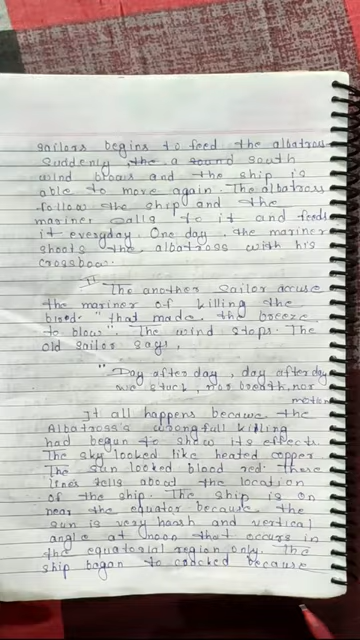 sailors begins to feed the albatross
Suddenly, the a sound south
wind blows and the ship is
able to move again. The albatross
follow the ship and the
mariner calls to it and feeds
it everyday. One day, the mariner
shoots the albatross with his
crossbow.
II
The another sailor accuse
the mariner of killing the
bird "that made the breeze
to blow". The wind stops. The
old sailor says,
"Day after day, day after day
we stuck, nor breath, nor
motion
It all happens because the
Albatross's wrongfull killing
had begun to show its effects.
The sky looked like heated copper
The sun looked blood red. These
lines tells about the location
of the ship. The ship is on
near the equator because the
sun is very harsh and vertical
angle at noon that occurs in
the equatorial region only. The
ship began to cracked because